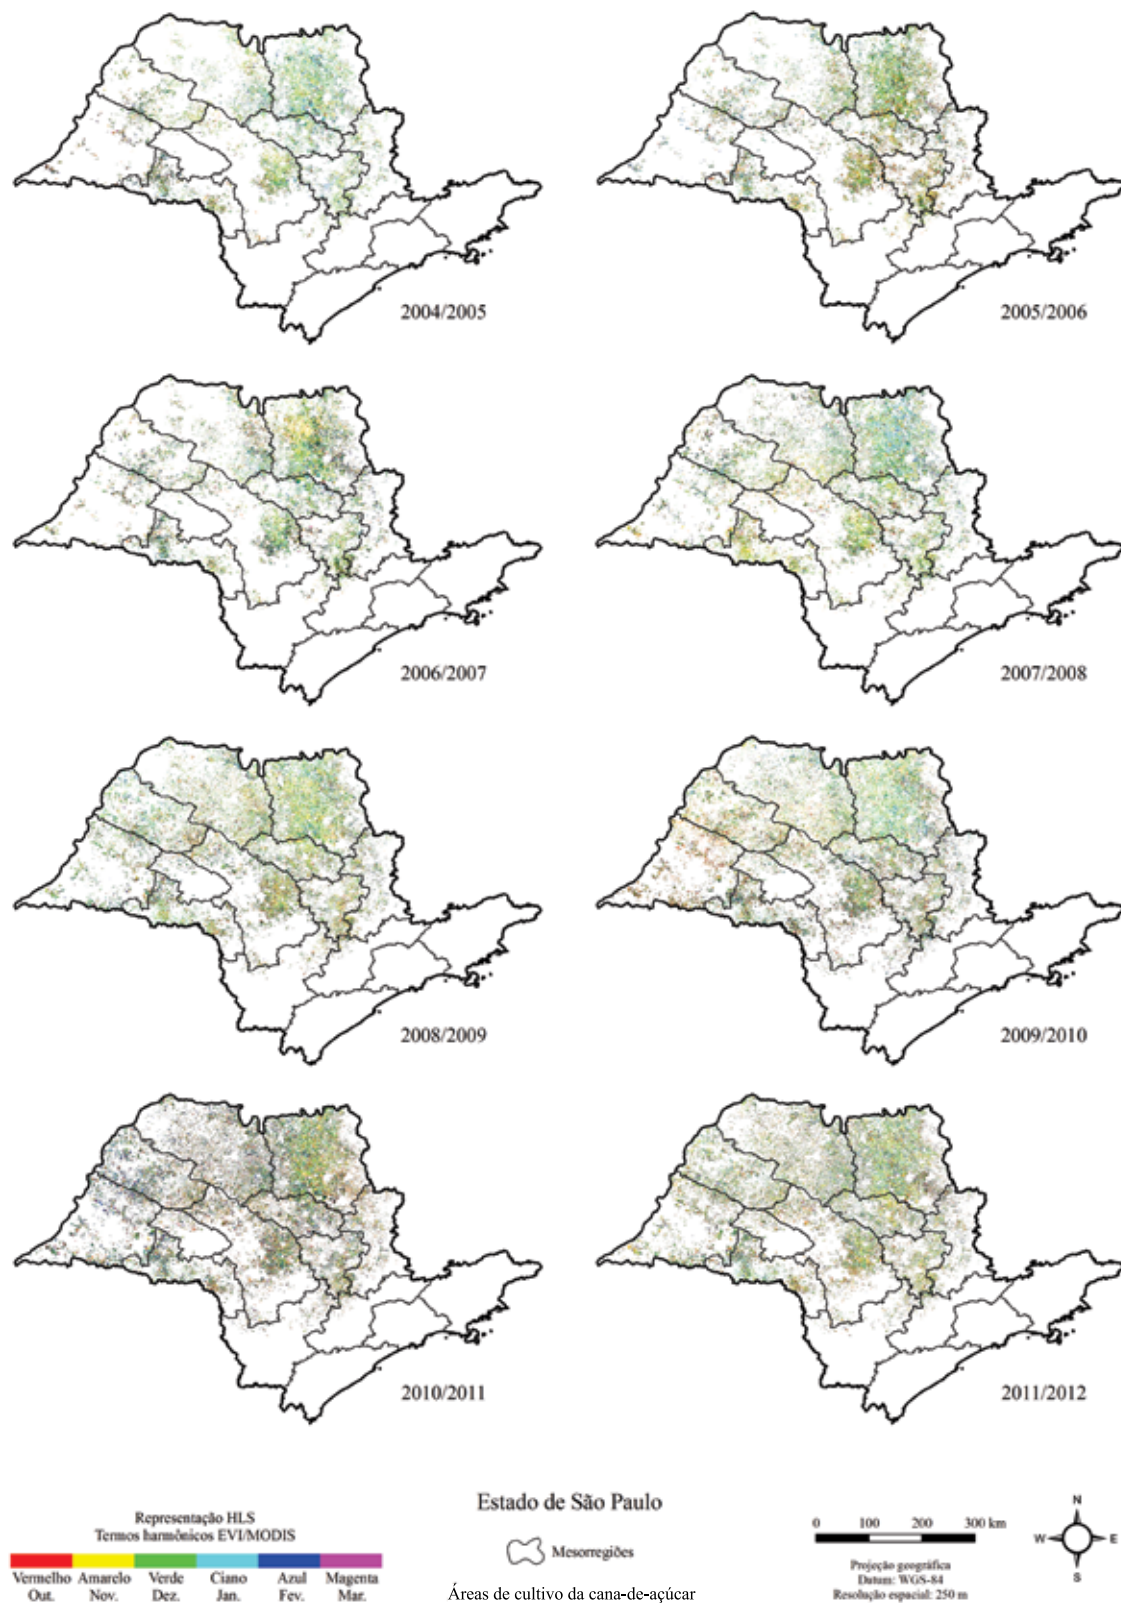 2004/2005
2005/2006
2006/2007
2007/2008
2008/2009
2009/2010
2010/2011
2011/2012
Representação HLS
Termos harmônicos EVI/MODIS
Vermelho Amarelo Verde Ciano Azul Magenta
Out. Nov. Dez. Jan. Fev. Mar.
Estado de São Paulo
Mesorregiões
Áreas de cultivo da cana-de-açúcar
0 100 200 300 km
Projeção geográfica
Datum: WGS-84
Resolução espacial: 250 m
N
W E
S